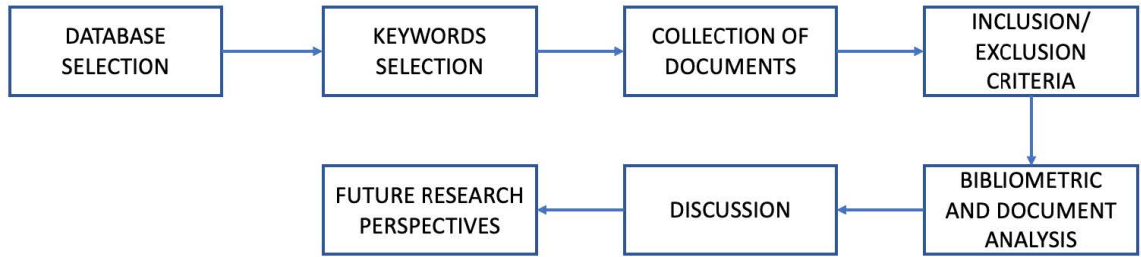 DATABASE
SELECTION
KEYWORDS
SELECTION
COLLECTION OF
DOCUMENTS
INCLUSION/
EXCLUSION
CRITERIA
BIBLIOMETRIC
AND DOCUMENT
ANALYSIS
DISCUSSION
FUTURE RESEARCH
PERSPECTIVES